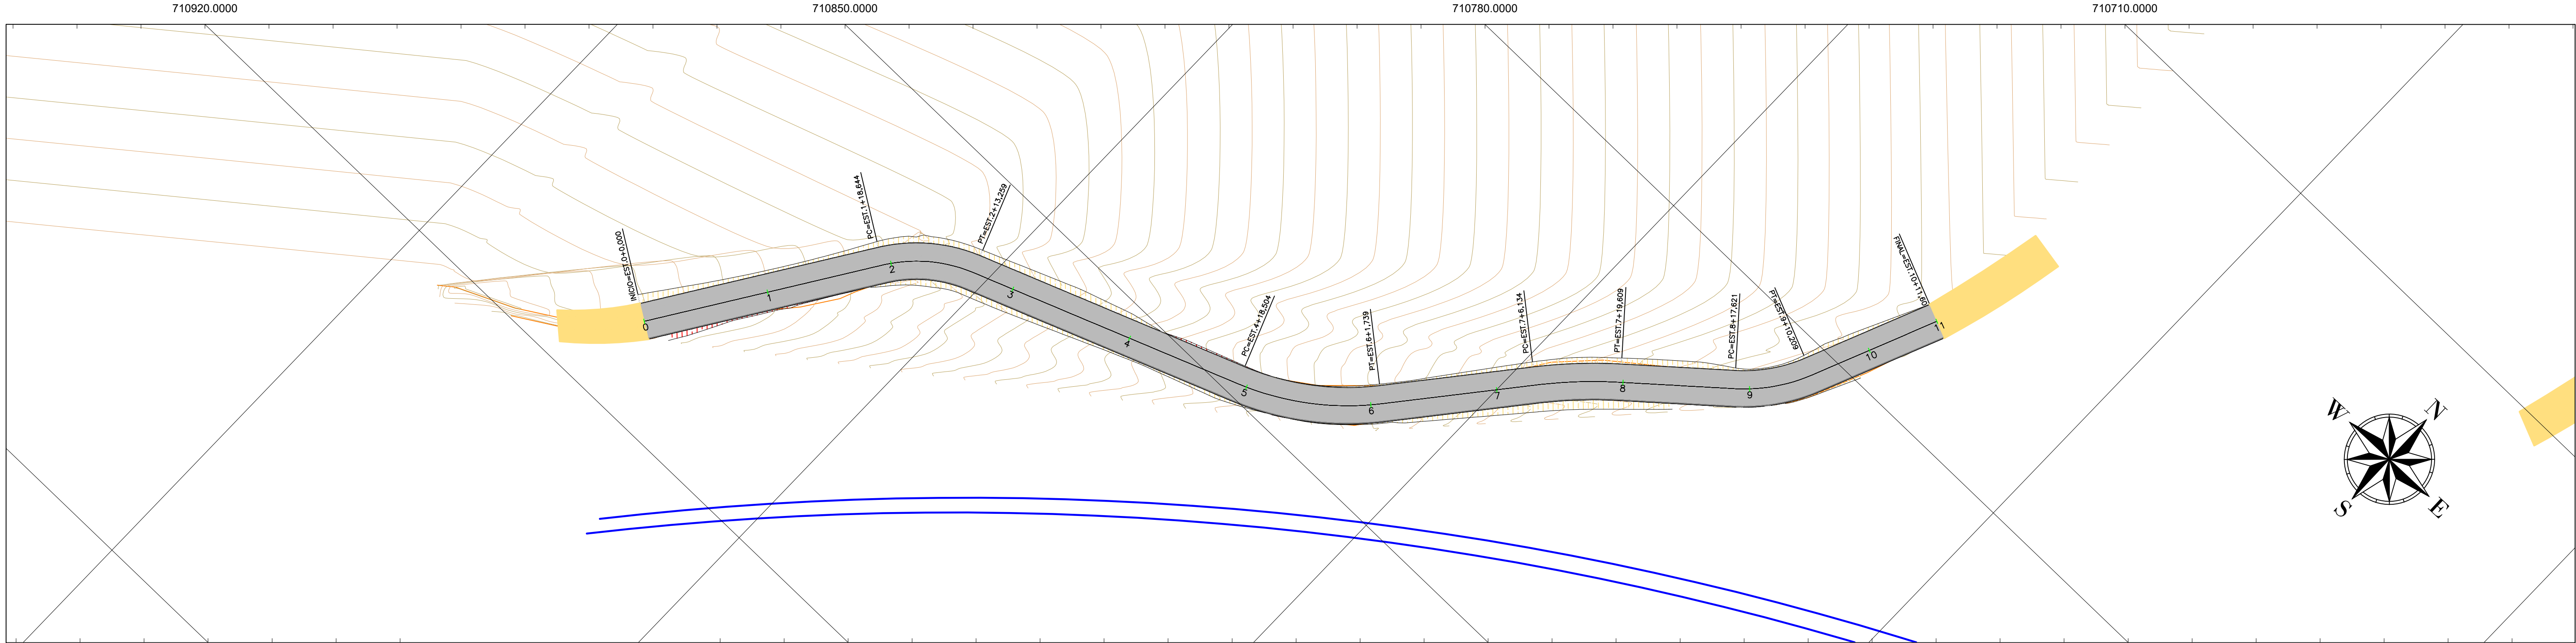 710920.0000
710850.0000
710780.0000
710710.0000
INICIO=EST.0+0,000
PC=EST.1+18,644
PT=EST.2+13,259
PC=EST.4+18,504
PT=EST.6+1,739
PC=EST.7+6,134
PT=EST.7+19,609
PC=EST.8+17,621
PT=EST.9+10,209
0
1
2
3
4
5
6
7
8
9
10
11
W
N
S
E